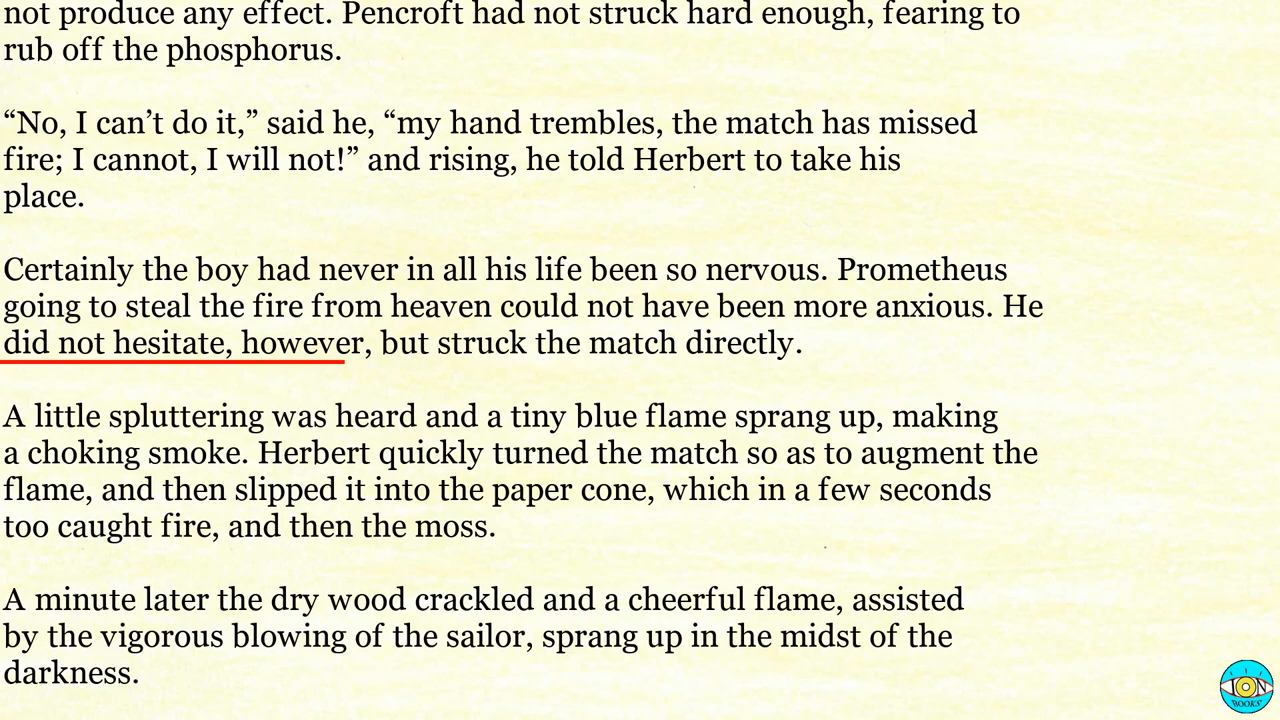 not produce any effect. Pencroft had not struck hard enough, fearing to
rub off the phosphorus.
“No, I can’t do it,” said he, “my hand trembles, the match has missed
fire; I cannot, I will not!” and rising, he told Herbert to take his
place.
Certainly the boy had never in all his life been so nervous. Prometheus
going to steal the fire from heaven could not have been more anxious. He
did not hesitate, however, but struck the match directly.
A little spluttering was heard and a tiny blue flame sprang up, making
a choking smoke. Herbert quickly turned the match so as to augment the
flame, and then slipped it into the paper cone, which in a few seconds
too caught fire, and then the moss.
A minute later the dry wood crackled and a cheerful flame, assisted
by the vigorous blowing of the sailor, sprang up in the midst of the
darkness.
ION
BOOKS